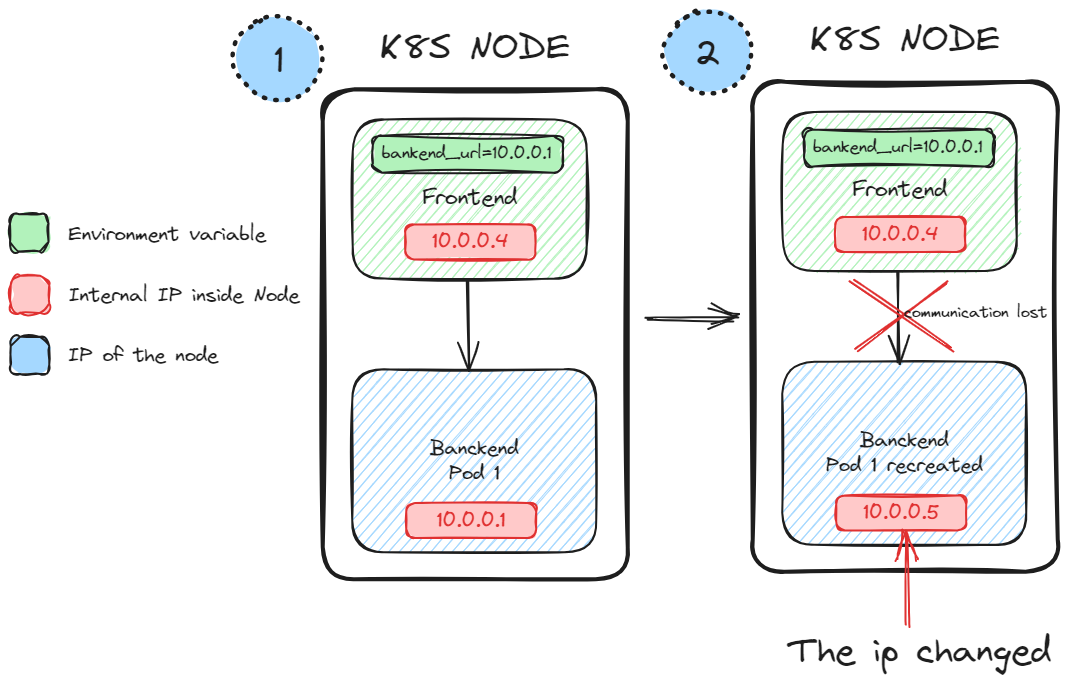 1
K8S NODE
bankend_url=10.0.0.1
Frontend
10.0.0.4
Banckend
Pod 1
10.0.0.1
Environment variable
Internal IP inside Node
IP of the node
2
K8S NODE
bankend_url=10.0.0.1
Frontend
10.0.0.4
communication lost
Banckend
Pod 1 recreated
10.0.0.5
The ip changed